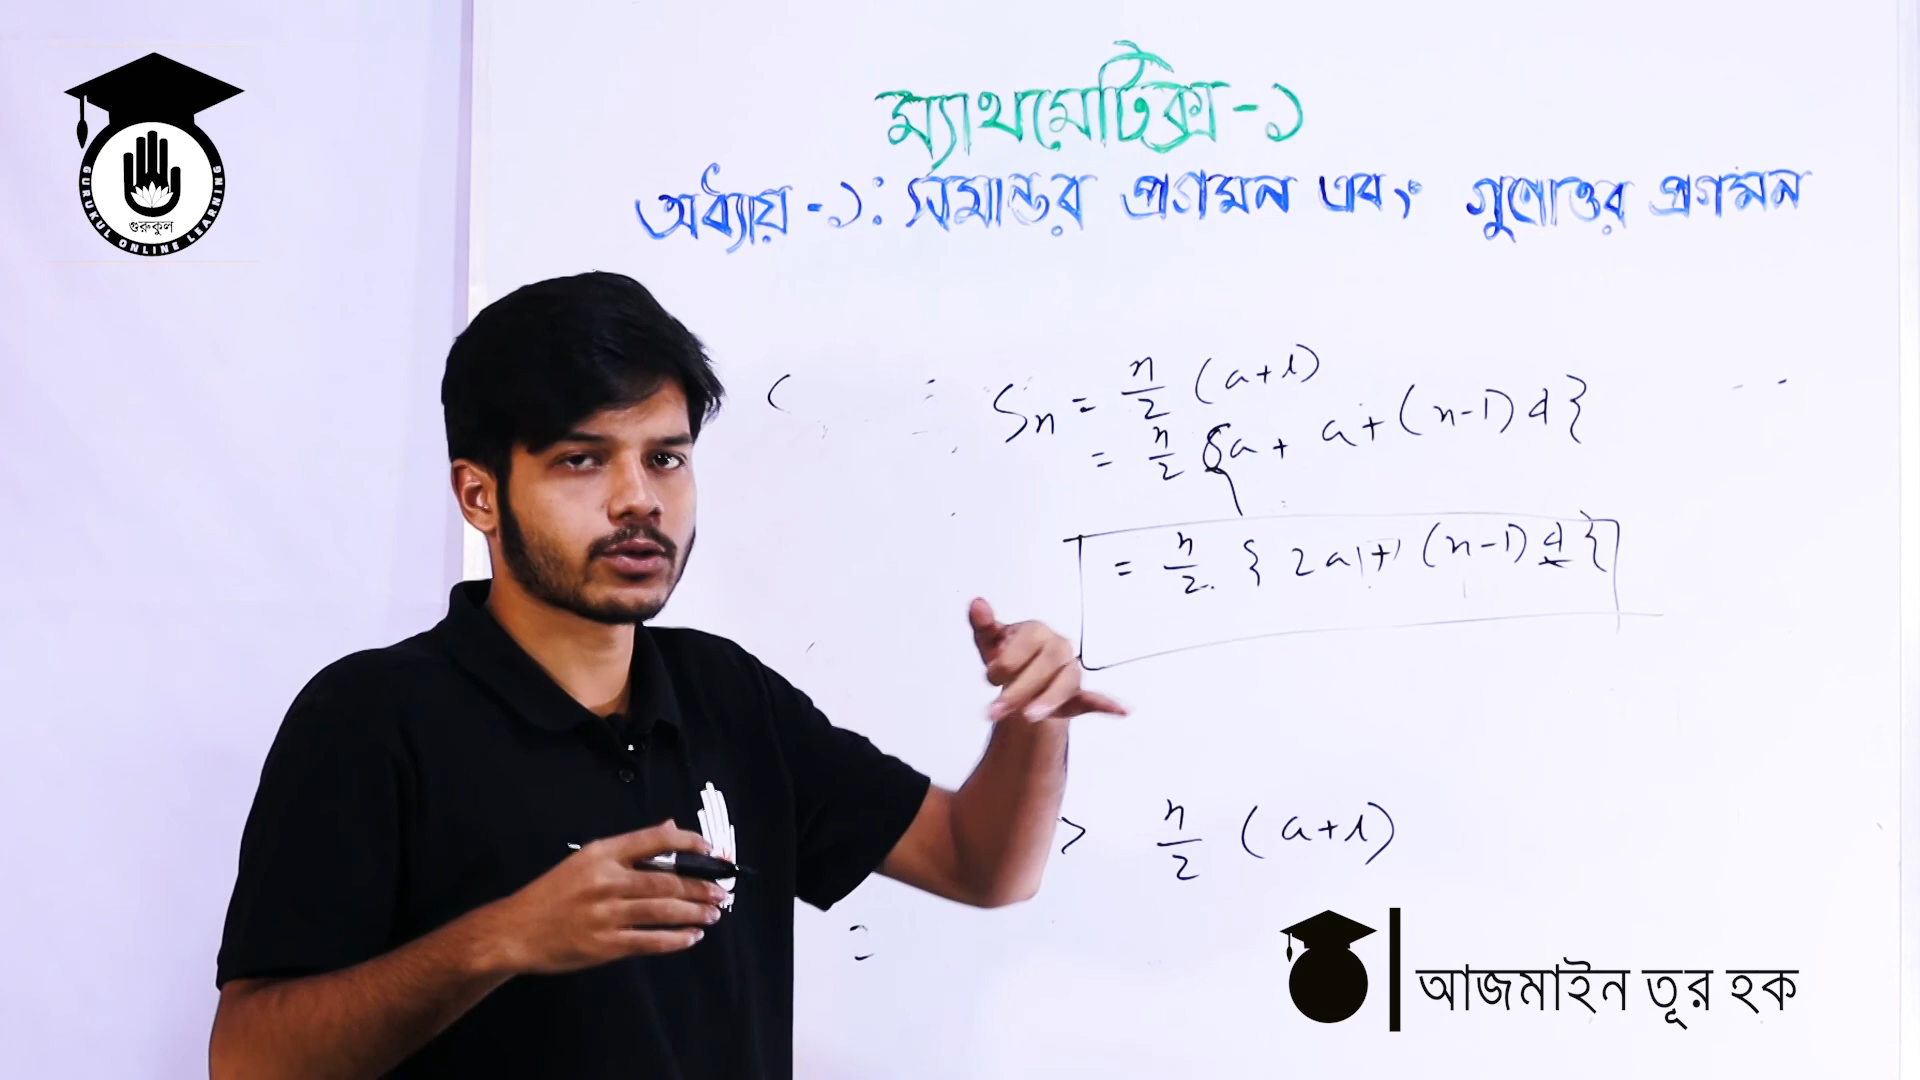 GURUKUL ONLINE LEARNING
গুরুকুল
ম্যাথমেটিক্স - ১
অধ্যায় - ১: সমান্তর প্রগমন এবং গুণোত্তর প্রগমন
Sn = n/2 (a+l)
= n/2 {a + a + (n-1) d}
= n/2 { 2a + (n-1) d }
n/2 (a+l)
=
আজমাইন তূর হক